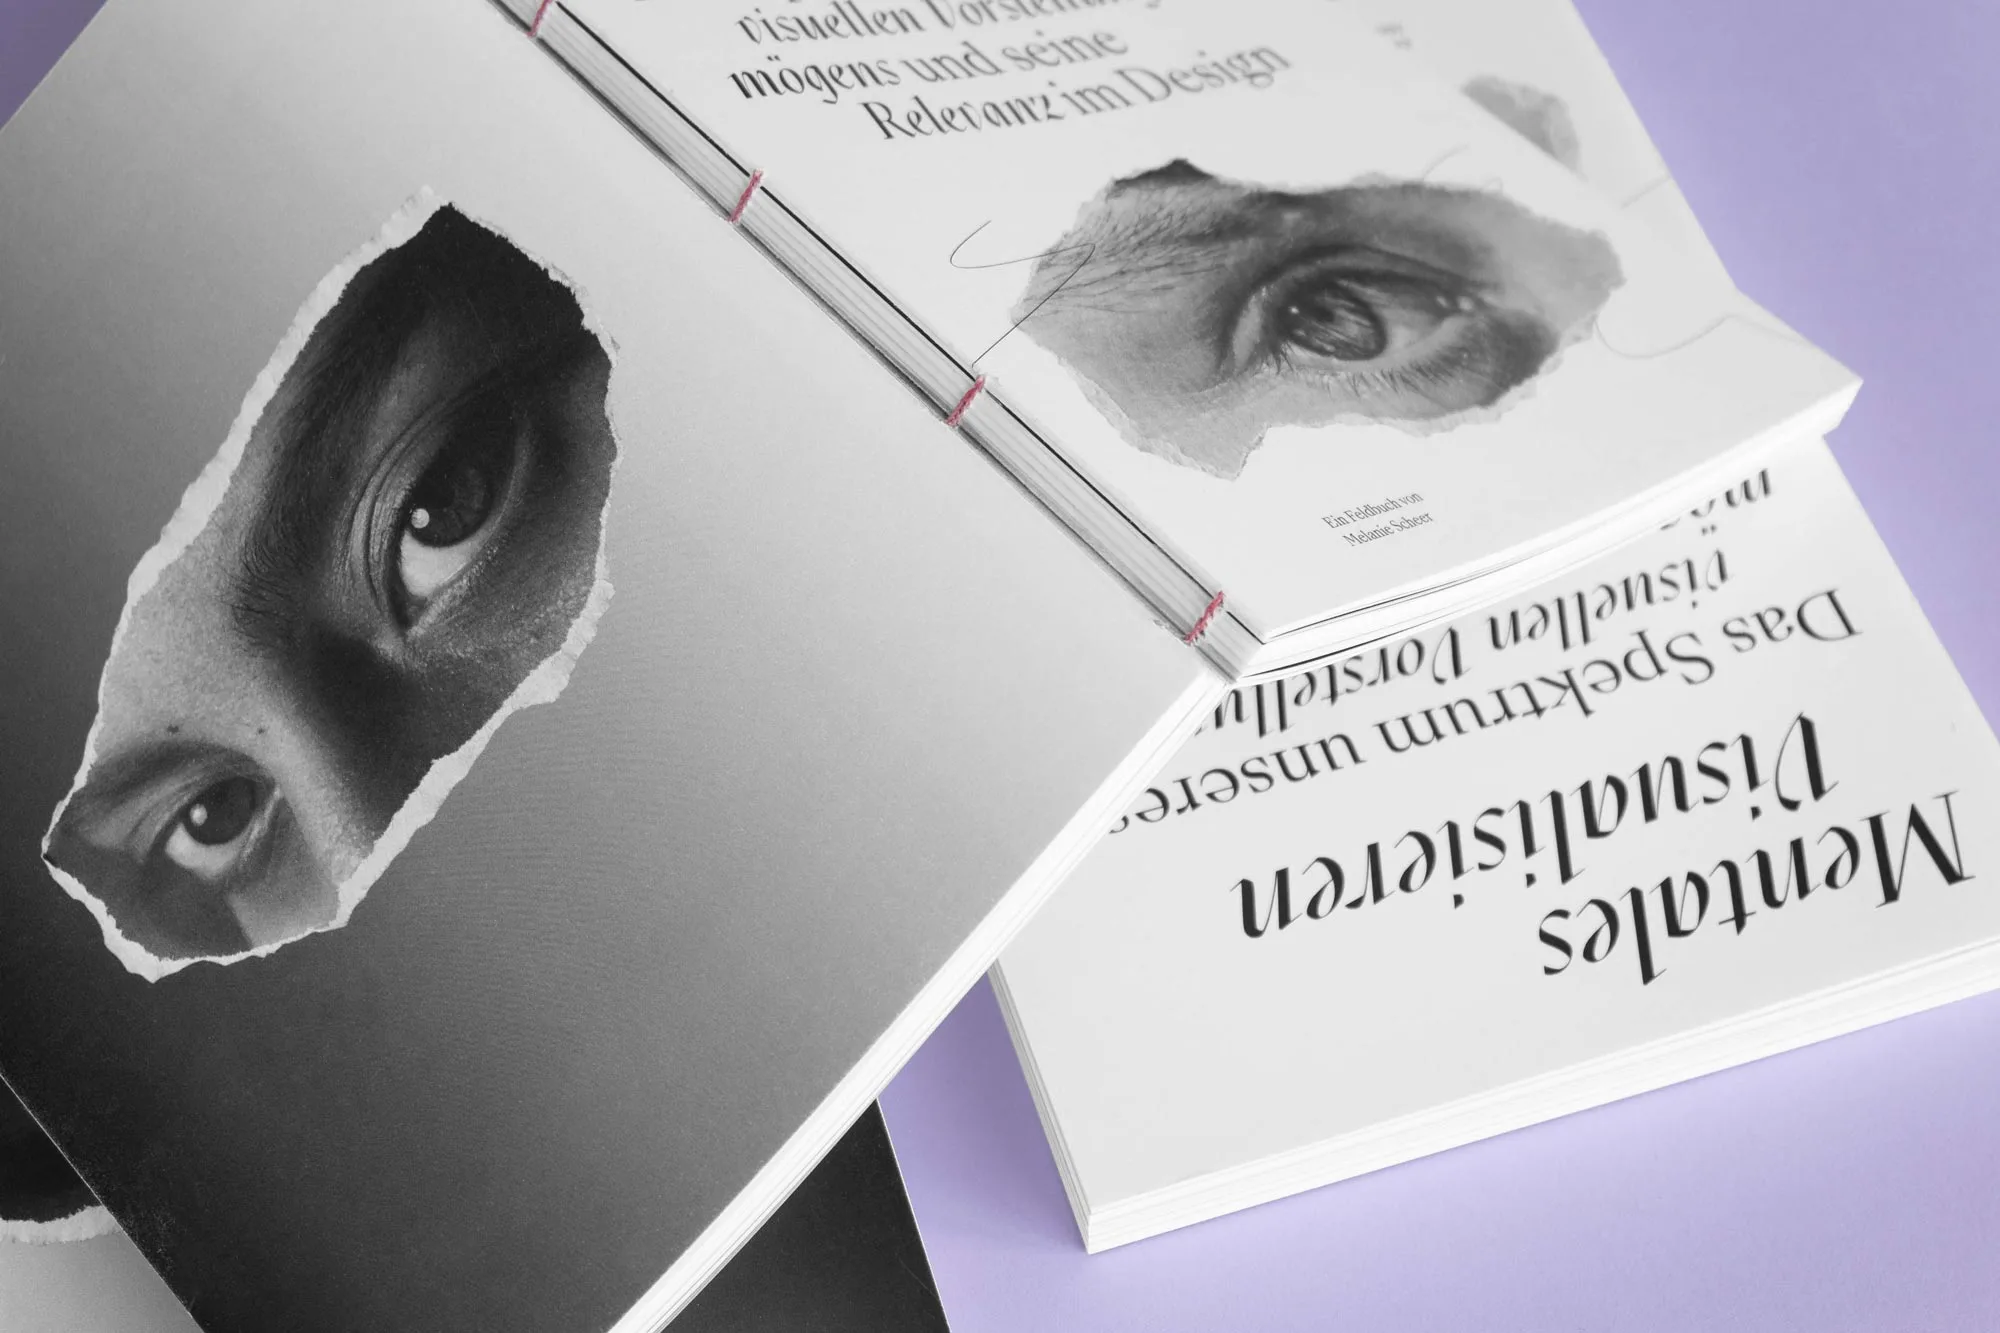 visuellen Vorstellungs
mögens und seine
Relevanz im Design
Ein Feldbuch von
Melanie Scheer
Mentales
Visualisieren
Das Spektrum unseres
visuellen Vorstellu
mög